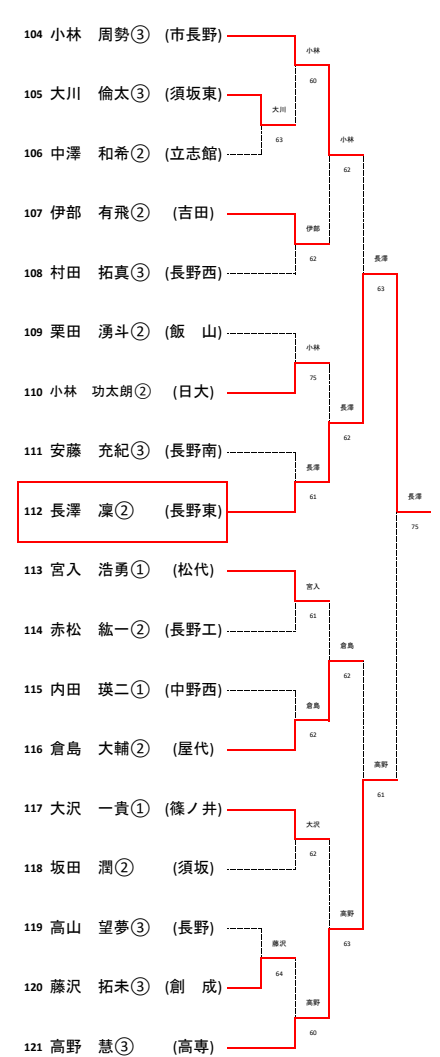 104 小林 周勢③ (市長野)
小林
60
105 大川 倫太③ (須坂東)
大川
63
小林
62
106 中澤 和希② (立志館)
107 伊部 有飛② (吉田)
伊部
62
長澤
63
108 村田 拓真③ (長野西)
109 栗田 湧斗② (飯 山)
小林
75
110 小林 功太朗② (日大)
長澤
62
111 安藤 充紀③ (長野南)
長澤
61
112 長澤 凜② (長野東)
長澤
75
113 宮入 浩勇① (松代)
宮入
61
114 赤松 紘一② (長野工)
倉島
62
115 内田 瑛二① (中野西)
倉島
62
116 倉島 大輔② (屋代)
高野
61
117 大沢 一貴① (篠ノ井)
大沢
62
118 坂田 潤② (須坂)
高野
63
119 高山 望夢③ (長野)
藤沢
64
120 藤沢 拓未③ (創 成)
高野
60
121 高野 慧③ (高専)